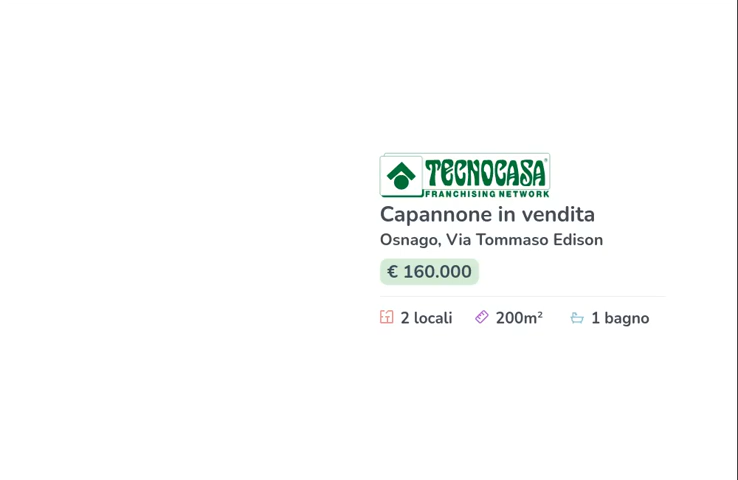 TECNOCASA
FRANCHISING NETWORK
Capannone in vendita
Osnago, Via Tommaso Edison
€ 160.000
2 locali 200m² 1 bagno